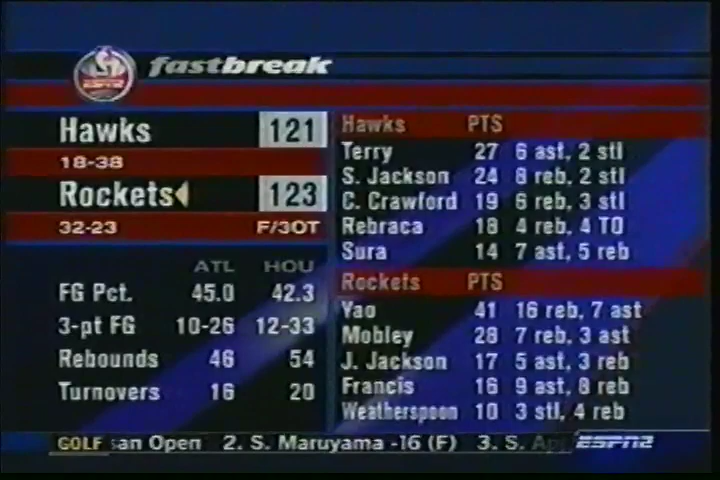 fastbreak
ESPN2
Hawks 121
18-38
Rockets 123
32-23 F/3OT
ATL HOU
FG Pct. 45.0 42.3
3-pt FG 10-26 12-33
Rebounds 46 54
Turnovers 16 20
Hawks PTS
Terry 27 6 ast, 2 stl
S. Jackson 24 8 reb, 2 stl
C. Crawford 19 6 reb, 3 stl
Rebraca 18 4 reb, 4 TO
Sura 14 7 ast, 5 reb
Rockets PTS
Yao 41 16 reb, 7 ast
Mobley 28 7 reb, 3 ast
J. Jackson 17 5 ast, 3 reb
Francis 16 9 ast, 8 reb
Weatherspoon 10 3 stl, 4 reb
GOLF san Open 2. S. Maruyama -16 (F) 3. S. ESPN2